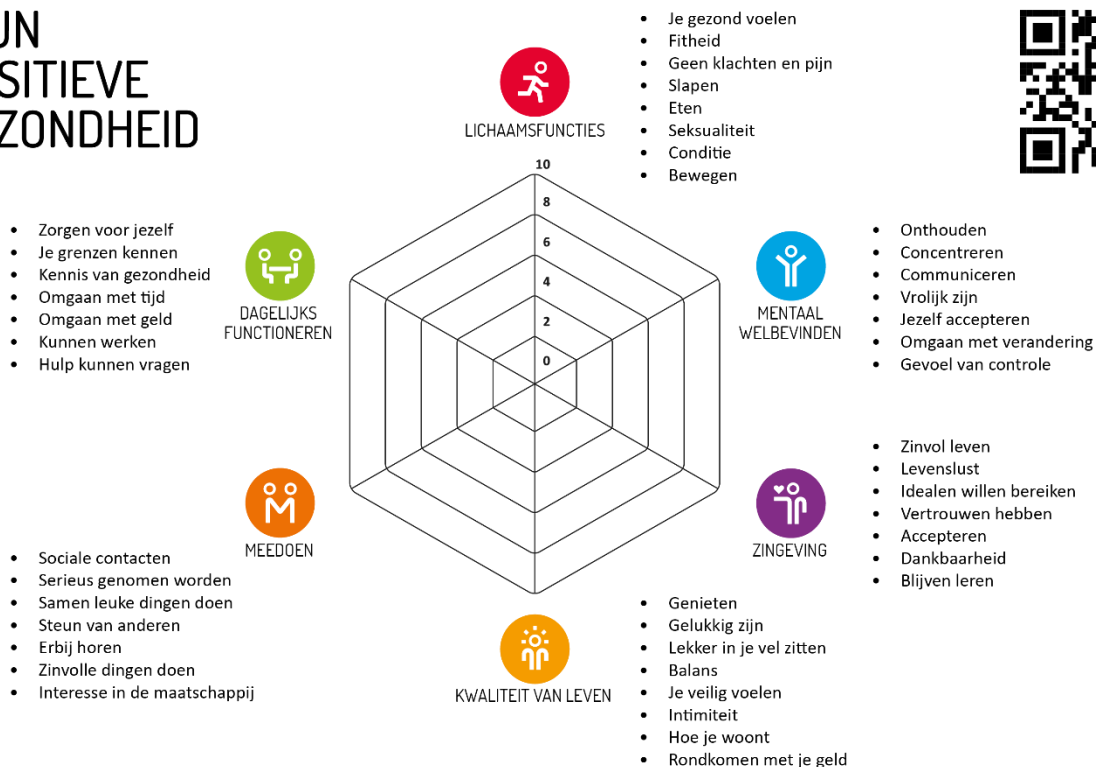 UN
SITIEVE
ZONDHEID
LICHAAMSFUNCTIES
• Je gezond voelen
• Fitheid
• Geen klachten en pijn
• Slapen
• Eten
• Seksualiteit
• Conditie
• Bewegen
10
8
6
4
2
0
• Zorgen voor jezelf
• Je grenzen kennen
• Kennis van gezondheid
• Omgaan met tijd
• Omgaan met geld
• Kunnen werken
• Hulp kunnen vragen
DAGELIJKS
FUNCTIONEREN
MENTAAL
WELBEVINDEN
• Onthouden
• Concentreren
• Communiceren
• Vrolijk zijn
• Jezelf accepteren
• Omgaan met verandering
• Gevoel van controle
MEEDOEN
• Sociale contacten
• Serieus genomen worden
• Samen leuke dingen doen
• Steun van anderen
• Erbij horen
• Zinvolle dingen doen
• Interesse in de maatschappij
ZINGEVING
• Zinvol leven
• Levenslust
• Idealen willen bereiken
• Vertrouwen hebben
• Accepteren
• Dankbaarheid
• Blijven leren
KWALITEIT VAN LEVEN
• Genieten
• Gelukkig zijn
• Lekker in je vel zitten
• Balans
• Je veilig voelen
• Intimiteit
• Hoe je woont
• Rondkomen met je geld